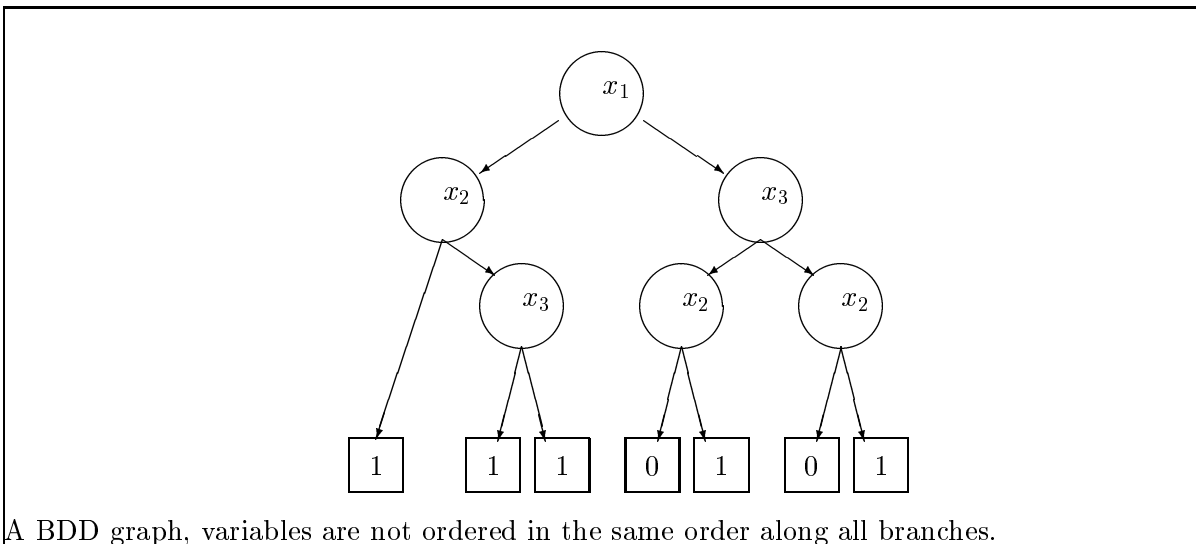 x1
x2 x3
x3 x2 x2
1 1 1 0 1 0 1
A BDD graph, variables are not ordered in the same order along all branches.